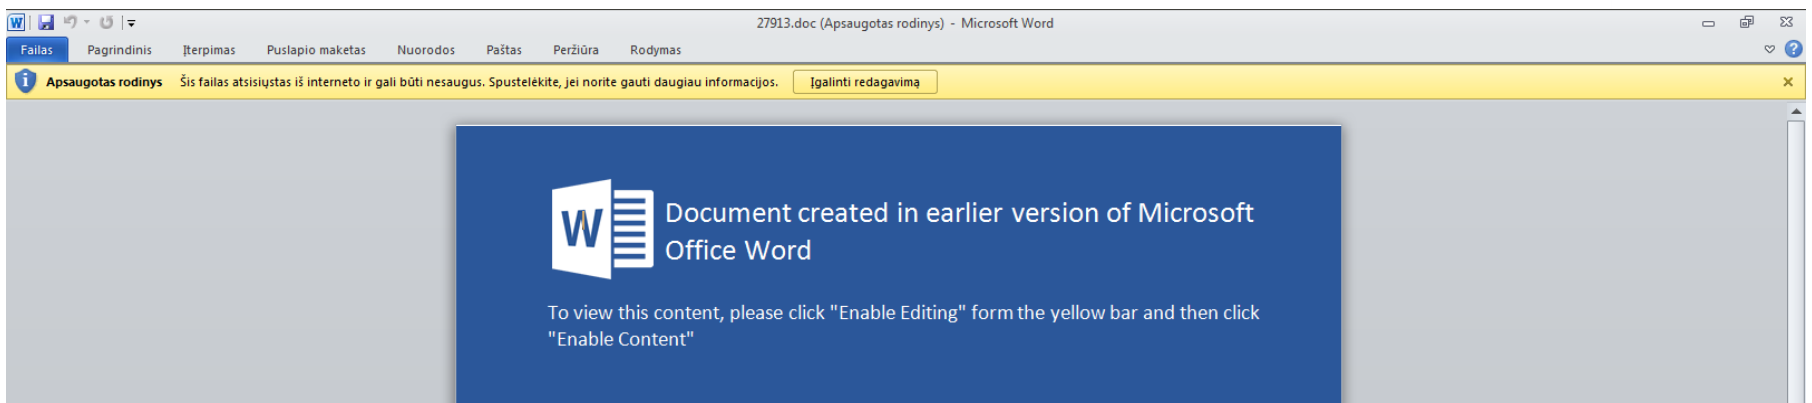 27913.doc (Apsaugotas rodinys) - Microsoft Word
Failas Pagrindinis Įterpimas Puslapio maketas Nuorodos Paštas Peržiūra Rodymas
Apsaugotas rodinys Šis failas atsisiųstas iš interneto ir gali būti nesaugus. Spustelėkite, jei norite gauti daugiau informacijos. Įgalinti redagavimą
W Document created in earlier version of Microsoft
Office Word
To view this content, please click "Enable Editing" form the yellow bar and then click
"Enable Content"